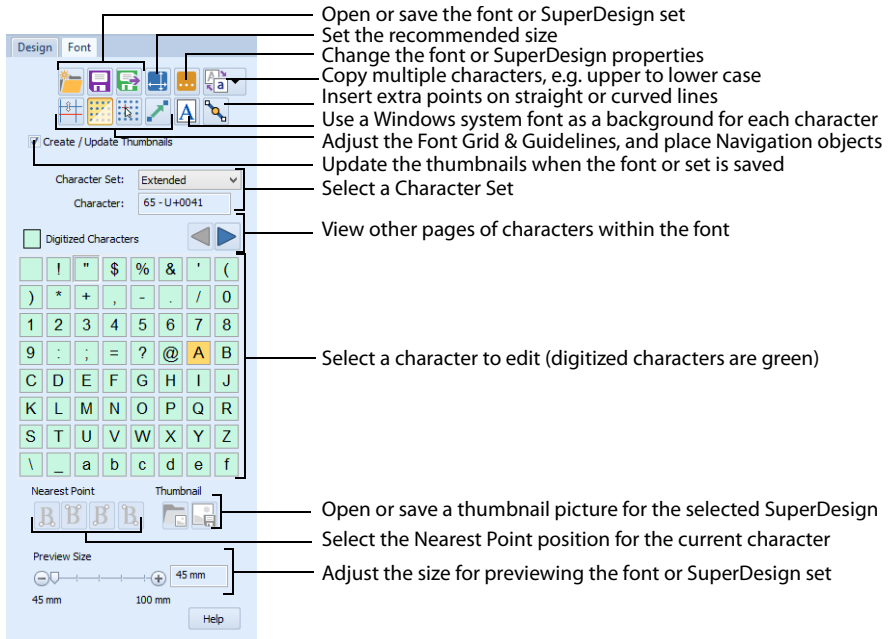 Open or save the font or SuperDesign set
Set the recommended size
Change the font or SuperDesign properties
Copy multiple characters, e.g. upper to lower case
Insert extra points on straight or curved lines
Use a Windows system font as a background for each character
Adjust the Font Grid & Guidelines, and place Navigation objects
Update the thumbnails when the font or set is saved
Select a Character Set
View other pages of characters within the font
Select a character to edit (digitized characters are green)
Open or save a thumbnail picture for the selected SuperDesign
Select the Nearest Point position for the current character
Adjust the size for previewing the font or SuperDesign set
Design Font
Create / Update Thumbnails
Character Set: Extended
Character: 65 - U+0041
Digitized Characters
! " $ % & ' (
) * + , - . / 0
1 2 3 4 5 6 7 8
9 : ; = ? @ A B
C D E F G H I J
K L M N O P Q R
S T U V W X Y Z
\ _ a b c d e f
Nearest Point Thumbnail
B B B B
Preview Size
45 mm
45 mm 100 mm
Help